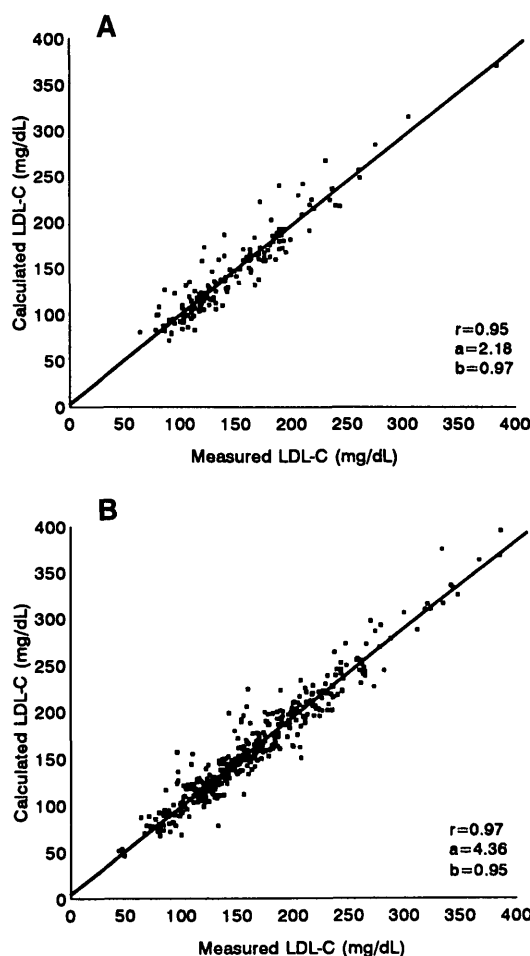 A
400
350
300
250
200
150
100
50
0
Calculated LDL-C (mg/dL)
r=0.95
a=2.18
b=0.97
0 50 100 150 200 250 300 350 400
Measured LDL-C (mg/dL)
B
400
350
300
250
200
150
100
50
0
Calculated LDL-C (mg/dL)
r=0.97
a=4.36
b=0.95
0 50 100 150 200 250 300 350 400
Measured LDL-C (mg/dL)